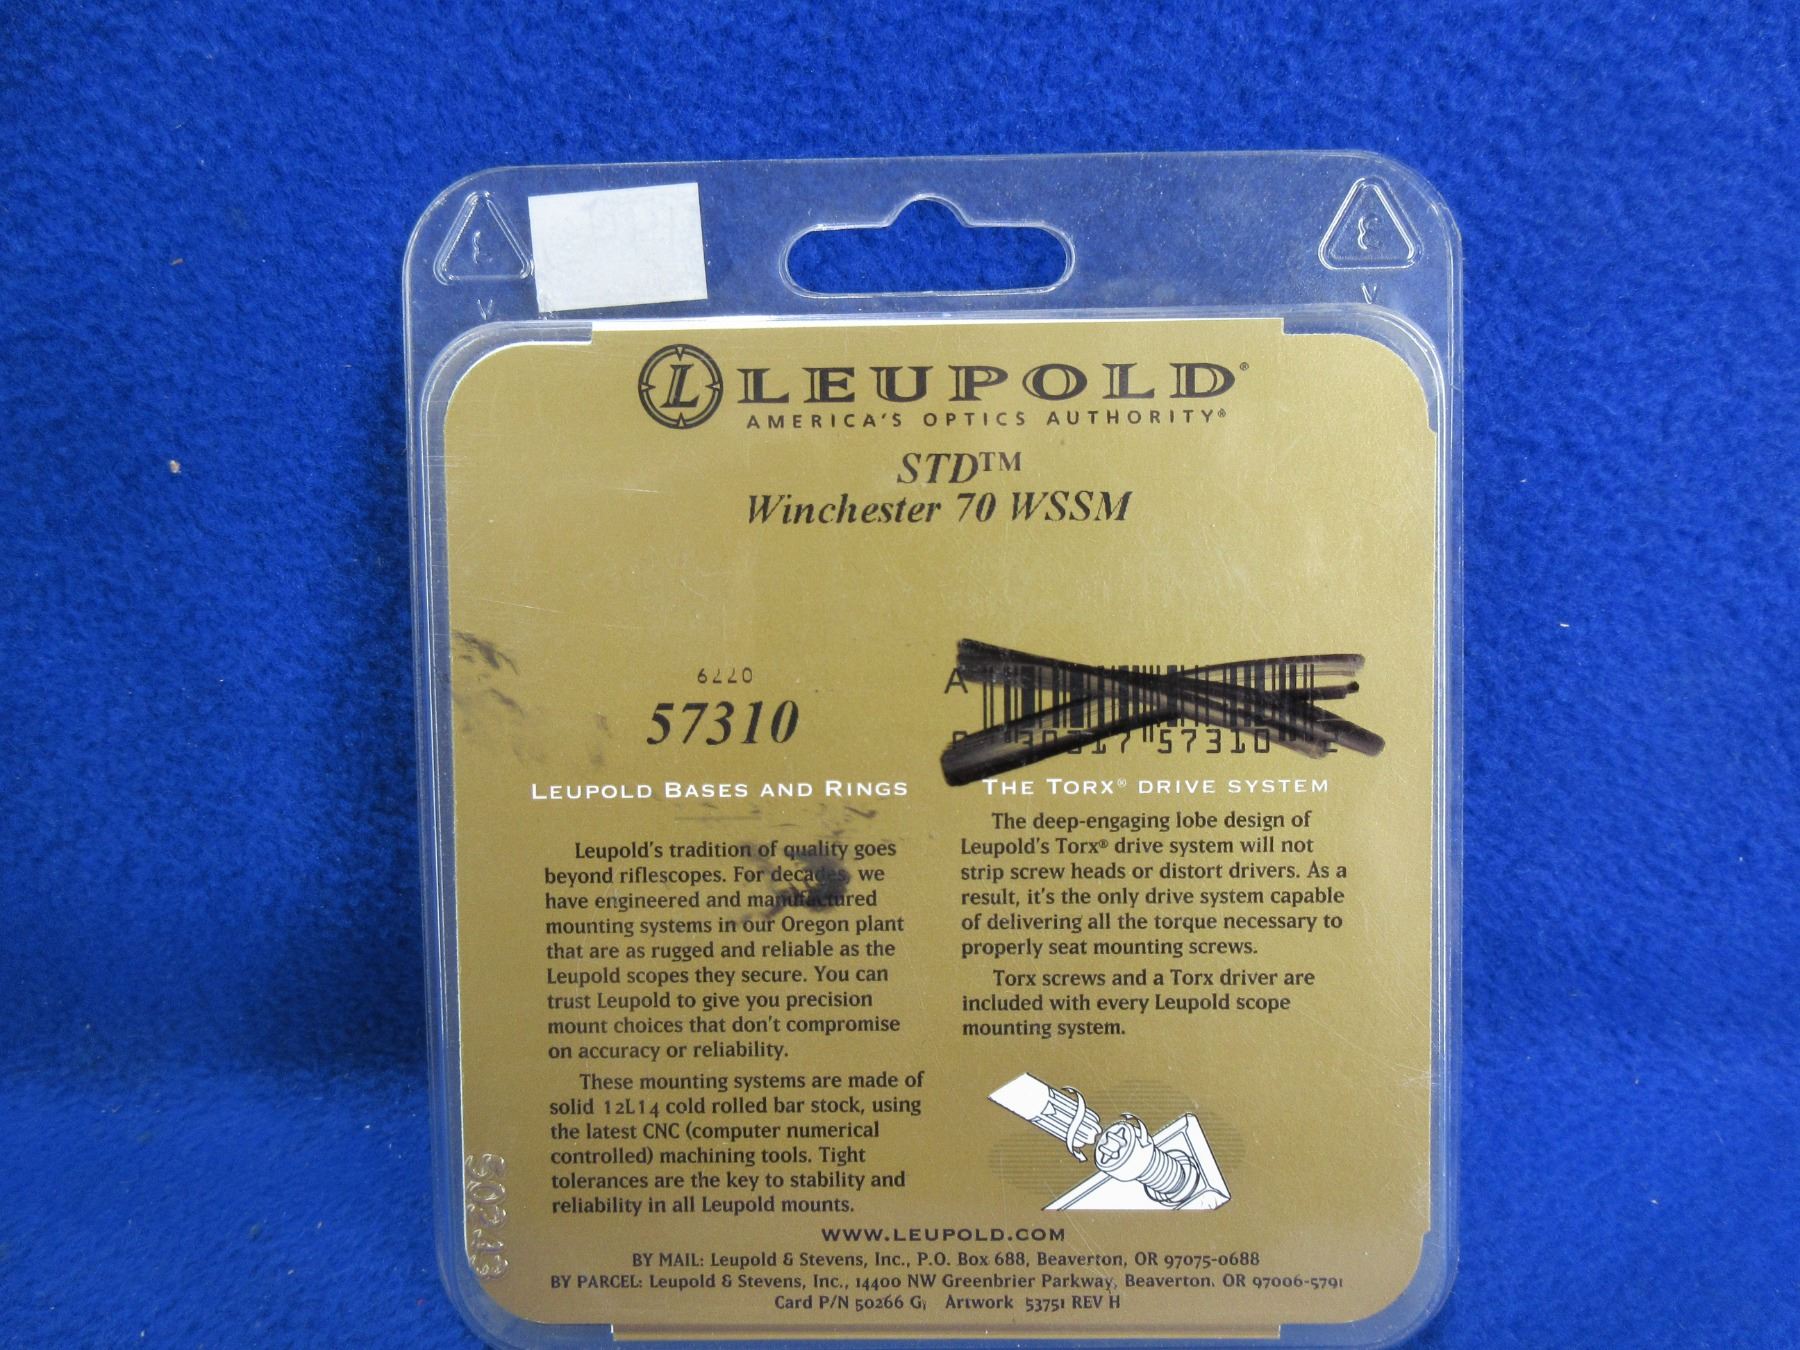 L LEUPOLD®
AMERICA'S OPTICS AUTHORITY®
STD™
Winchester 70 WSSM
6220
57310
A
30317 57310 2
LEUPOLD BASES AND RINGS
Leupold's tradition of quality goes
beyond riflescopes. For decades, we
have engineered and manufactured
mounting systems in our Oregon plant
that are as rugged and reliable as the
Leupold scopes they secure. You can
trust Leupold to give you precision
mount choices that don't compromise
on accuracy or reliability.
These mounting systems are made of
solid 12L14 cold rolled bar stock, using
the latest CNC (computer numerical
controlled) machining tools. Tight
tolerances are the key to stability and
reliability in all Leupold mounts.
THE TORX® DRIVE SYSTEM
The deep-engaging lobe design of
Leupold's Torx® drive system will not
strip screw heads or distort drivers. As a
result, it's the only drive system capable
of delivering all the torque necessary to
properly seat mounting screws.
Torx screws and a Torx driver are
included with every Leupold scope
mounting system.
WWW.LEUPOLD.COM
BY MAIL: Leupold & Stevens, Inc., P.O. Box 688, Beaverton, OR 97075-0688
BY PARCEL: Leupold & Stevens, Inc., 14400 NW Greenbrier Parkway, Beaverton, OR 97006-5791
Card P/N 50266 G; Artwork 53751 REV H